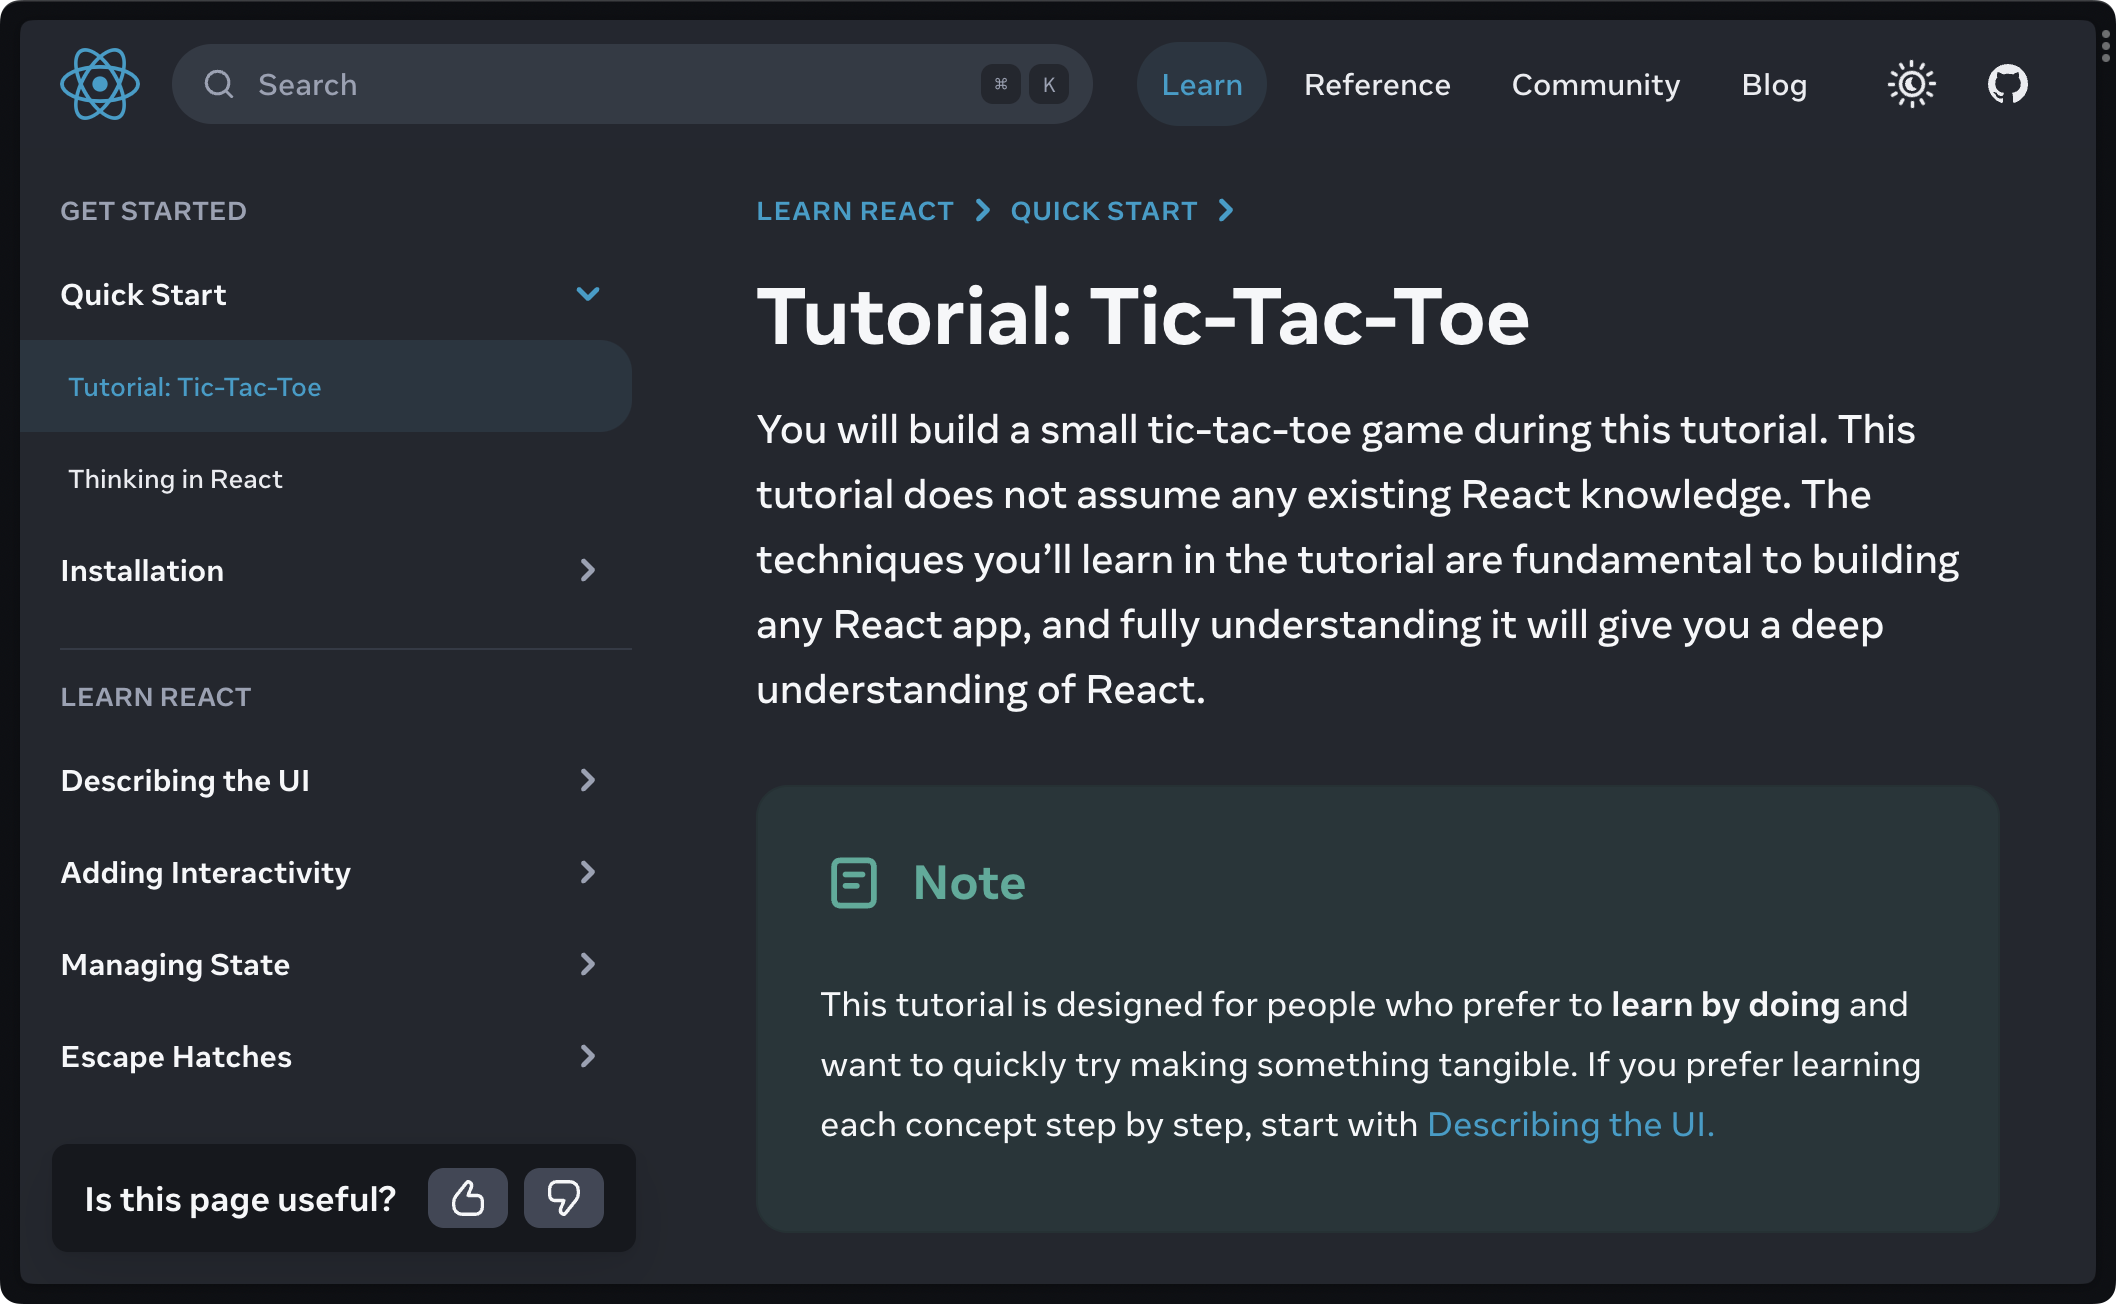 Search ⌘ K Learn Reference Community Blog
GET STARTED
Quick Start
Tutorial: Tic-Tac-Toe
Thinking in React
Installation
LEARN REACT
Describing the UI
Adding Interactivity
Managing State
Escape Hatches
Is this page useful?
LEARN REACT QUICK START
Tutorial: Tic-Tac-Toe
You will build a small tic-tac-toe game during this tutorial. This
tutorial does not assume any existing React knowledge. The
techniques you’ll learn in the tutorial are fundamental to building
any React app, and fully understanding it will give you a deep
understanding of React.
Note
This tutorial is designed for people who prefer to learn by doing and
want to quickly try making something tangible. If you prefer learning
each concept step by step, start with Describing the UI.